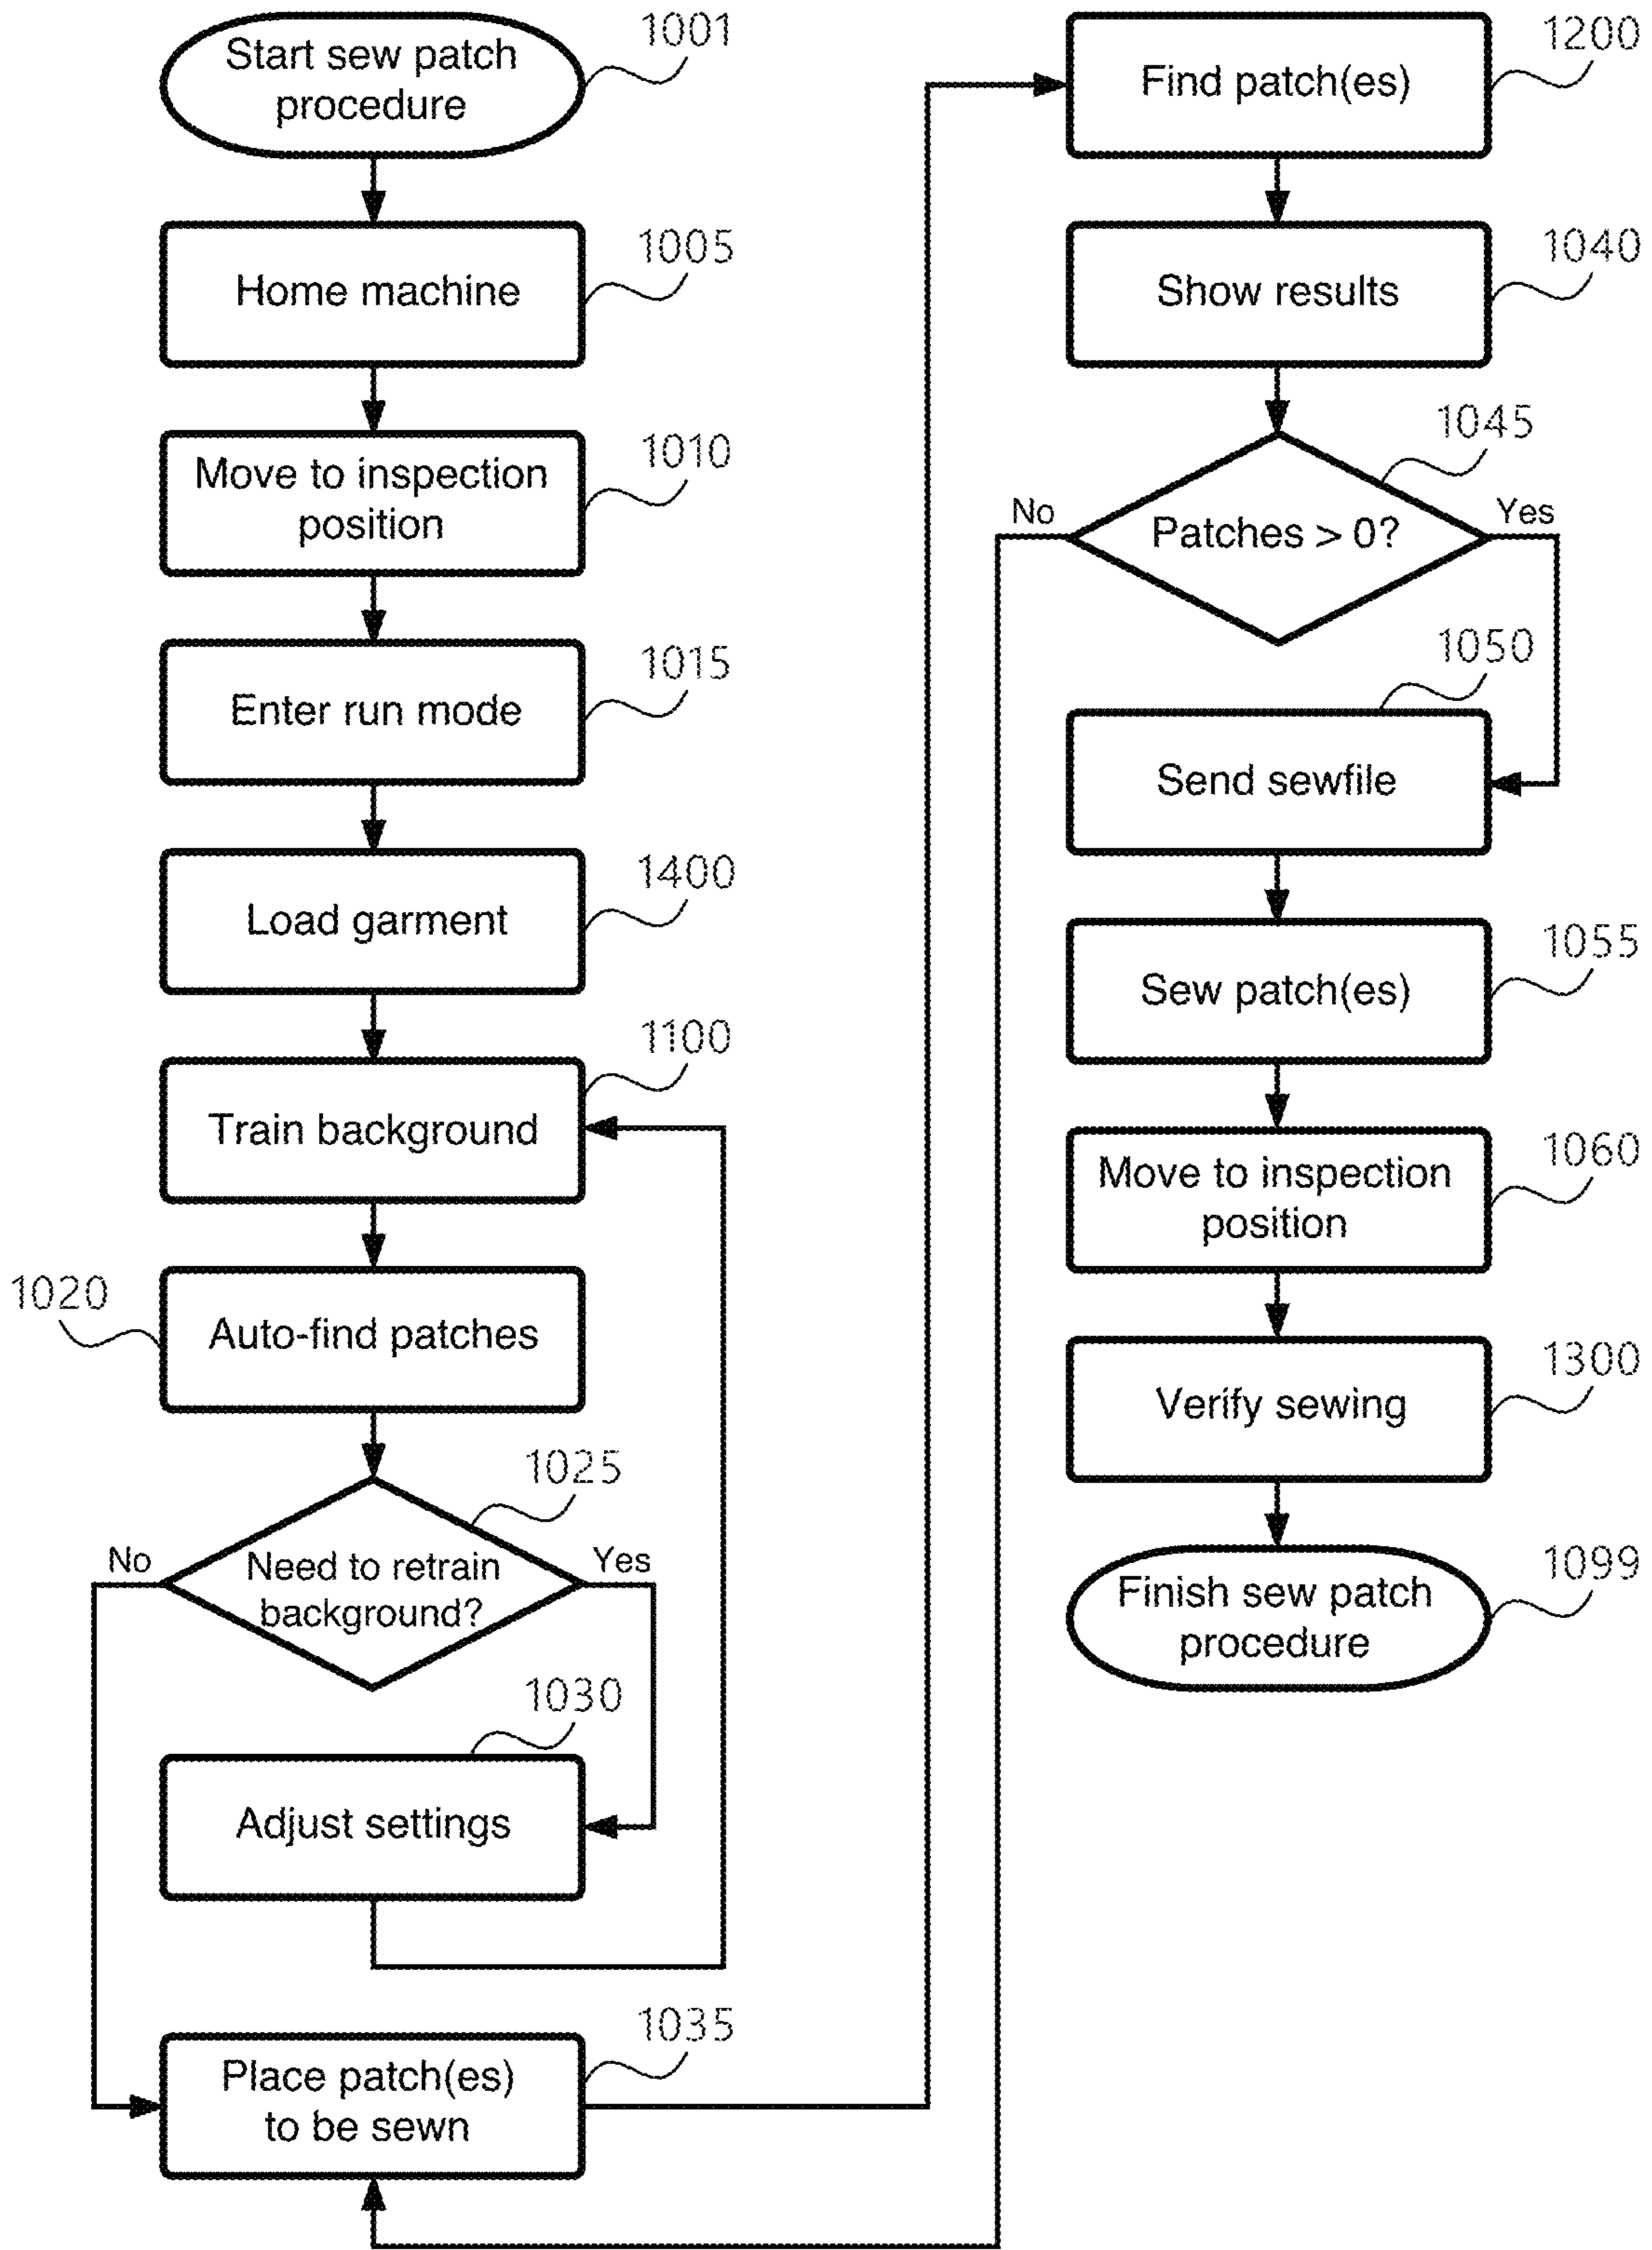 Start sew patch
procedure
1001
Home machine
1005
Move to inspection
position
1010
Enter run mode
1015
Load garment
1400
Train background
1100
Auto-find patches
1020
Need to retrain
background?
1025
No
Yes
Adjust settings
1030
Place patch(es)
to be sewn
1035
Find patch(es)
1200
Show results
1040
Patches > 0?
1045
No
Yes
Send sewfile
1050
Sew patch(es)
1055
Move to inspection
position
1060
Verify sewing
1300
Finish sew patch
procedure
1099